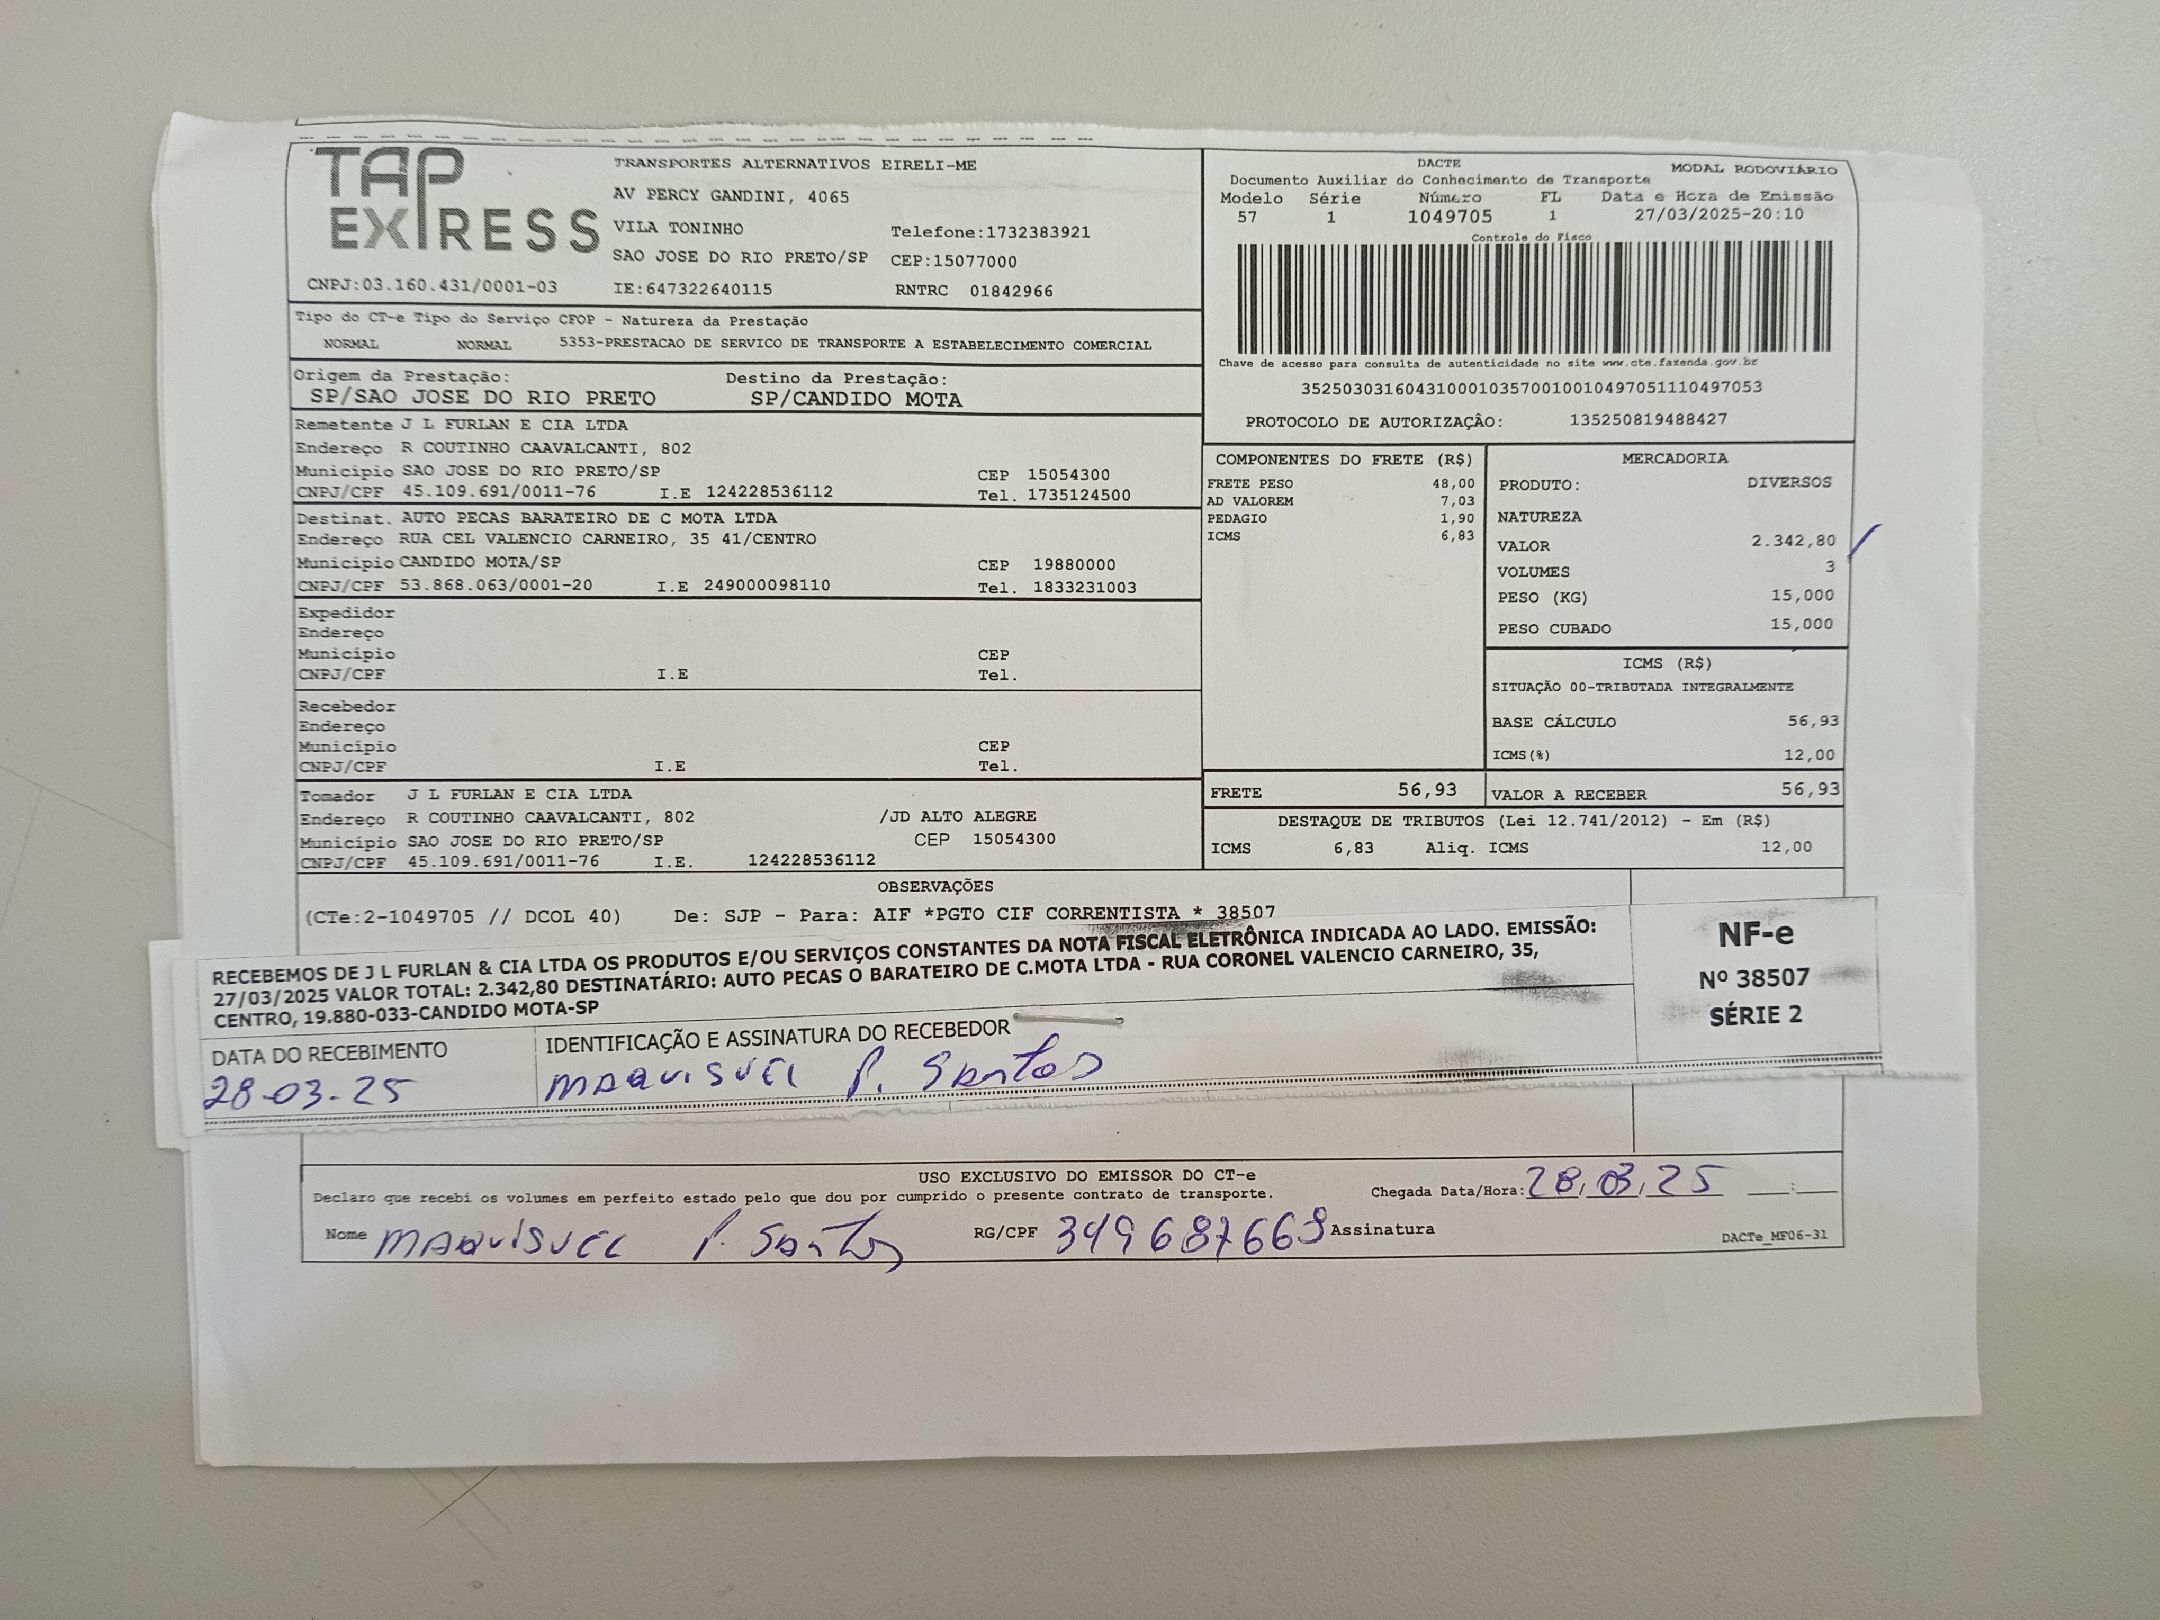 TAP EXPRESS
TRANSPORTES ALTERNATIVOS EIRELI-ME
AV PERCY GANDINI, 4065
VILA TONINHO Telefone:1732383921
SAO JOSE DO RIO PRETO/SP CEP:15077000
CNPJ:03.160.431/0001-03 IE:647322640115 RNTRC 01842966
DACTE MODAL RODOVIÁRIO
Documento Auxiliar do Conhecimento de Transporte
Modelo Série Número FL Data e Hora de Emissão
57 1 1049705 1 27/03/2025-20:10
Controle do Fisco
Chave de acesso para consulta de autenticidade no site www.cte.fazenda.gov.br
35250303160431000103570010010497051110497053
PROTOCOLO DE AUTORIZAÇÂO: 135250819488427
Tipo do CT-e Tipo do Serviço CFOP - Natureza da Prestação
NORMAL NORMAL 5353-PRESTACAO DE SERVICO DE TRANSPORTE A ESTABELECIMENTO COMERCIAL
Origem da Prestação: Destino da Prestação:
SP/SAO JOSE DO RIO PRETO SP/CANDIDO MOTA
Remetente J L FURLAN E CIA LTDA
Endereço R COUTINHO CAAVALCANTI, 802
Município SAO JOSE DO RIO PRETO/SP CEP 15054300
CNPJ/CPF 45.109.691/0011-76 I.E 124228536112 Tel. 1735124500
Destinat. AUTO PECAS BARATEIRO DE C MOTA LTDA
Endereço RUA CEL VALENCIO CARNEIRO, 35 41/CENTRO
Município CANDIDO MOTA/SP CEP 19880000
CNPJ/CPF 53.868.063/0001-20 I.E 249000098110 Tel. 1833231003
Expedidor
Endereço
Município CEP
CNPJ/CPF I.E Tel.
Recebedor
Endereço
Município CEP
CNPJ/CPF I.E Tel.
Tomador J L FURLAN E CIA LTDA
Endereço R COUTINHO CAAVALCANTI, 802 /JD ALTO ALEGRE
Município SAO JOSE DO RIO PRETO/SP CEP 15054300
CNPJ/CPF 45.109.691/0011-76 I.E. 124228536112
COMPONENTES DO FRETE (R$)
FRETE PESO 48,00
AD VALOREM 7,03
PEDAGIO 1,90
ICMS 6,83
MERCADORIA
PRODUTO: DIVERSOS
NATUREZA
VALOR 2.342,80
VOLUMES 3
PESO (KG) 15,000
PESO CUBADO 15,000
ICMS (R$)
SITUAÇÃO 00-TRIBUTADA INTEGRALMENTE
BASE CÁLCULO 56,93
ICMS(%) 12,00
FRETE 56,93 VALOR A RECEBER 56,93
DESTAQUE DE TRIBUTOS (Lei 12.741/2012) - Em (R$)
ICMS 6,83 Aliq. ICMS 12,00
OBSERVAÇÕES
(CTe:2-1049705 // DCOL 40) De: SJP - Para: AIF *PGTO CIF CORRENTISTA * 38507
RECEBEMOS DE J L FURLAN & CIA LTDA OS PRODUTOS E/OU SERVIÇOS CONSTANTES DA NOTA FISCAL ELETRÔNICA INDICADA AO LADO. EMISSÃO:
27/03/2025 VALOR TOTAL: 2.342,80 DESTINATÁRIO: AUTO PECAS O BARATEIRO DE C.MOTA LTDA - RUA CORONEL VALENCIO CARNEIRO, 35,
CENTRO, 19.880-033-CANDIDO MOTA-SP
NF-e
Nº 38507
SÉRIE 2
DATA DO RECEBIMENTO IDENTIFICAÇÃO E ASSINATURA DO RECEBEDOR
28-03-25 MAQUISUEL P. Santos
USO EXCLUSIVO DO EMISSOR DO CT-e
Declaro que recebi os volumes em perfeito estado pelo que dou por cumprido o presente contrato de transporte. Chegada Data/Hora: 28,03,25 __:__
Nome MAQUISUEL P. Santos RG/CPF 349687669 Assinatura
DACTe_MF06-31